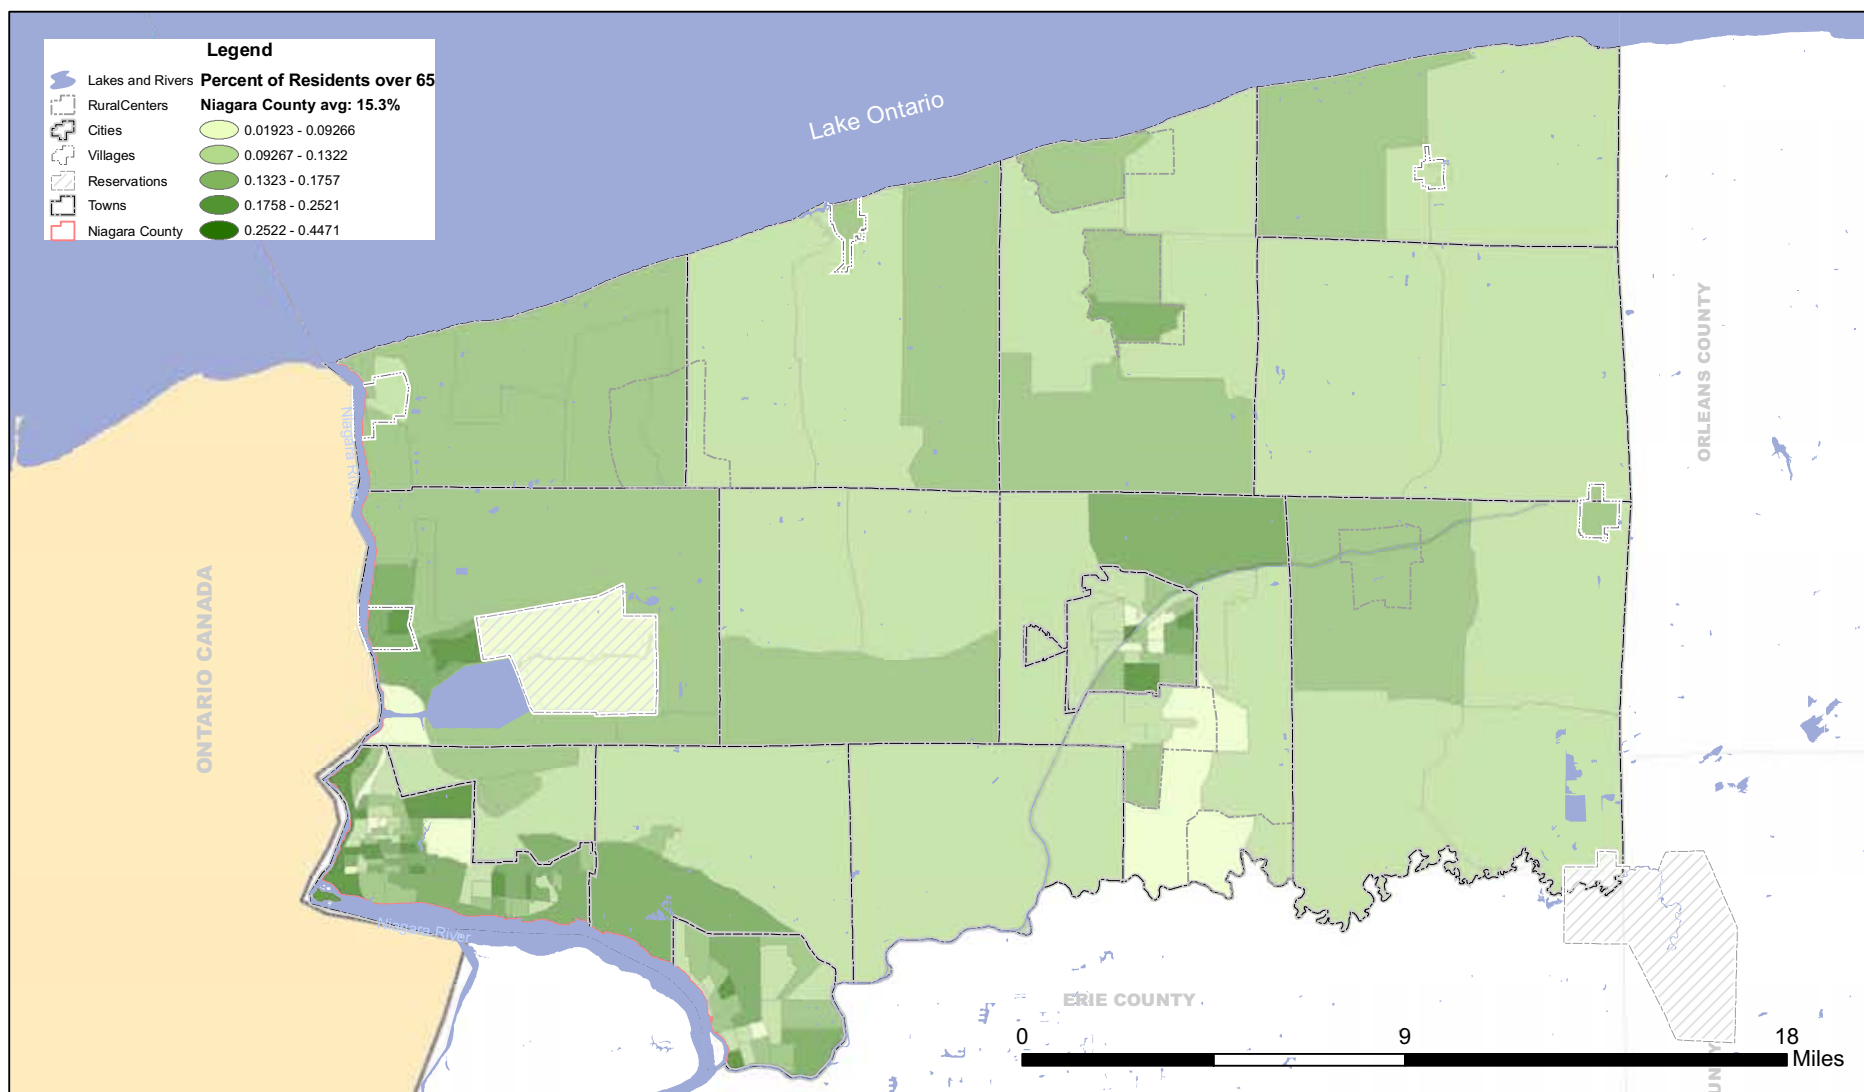 Legend
Lakes and Rivers
RuralCenters
Cities
Villages
Reservations
Towns
Niagara County
Percent of Residents over 65
Niagara County avg: 15.3%
0.01923 - 0.09266
0.09267 - 0.1322
0.1323 - 0.1757
0.1758 - 0.2521
0.2522 - 0.4471
Lake Ontario
Niagara River
ONTARIO CANADA
ORLEANS COUNTY
Niagara River
ERIE COUNTY
0 9 18
Miles